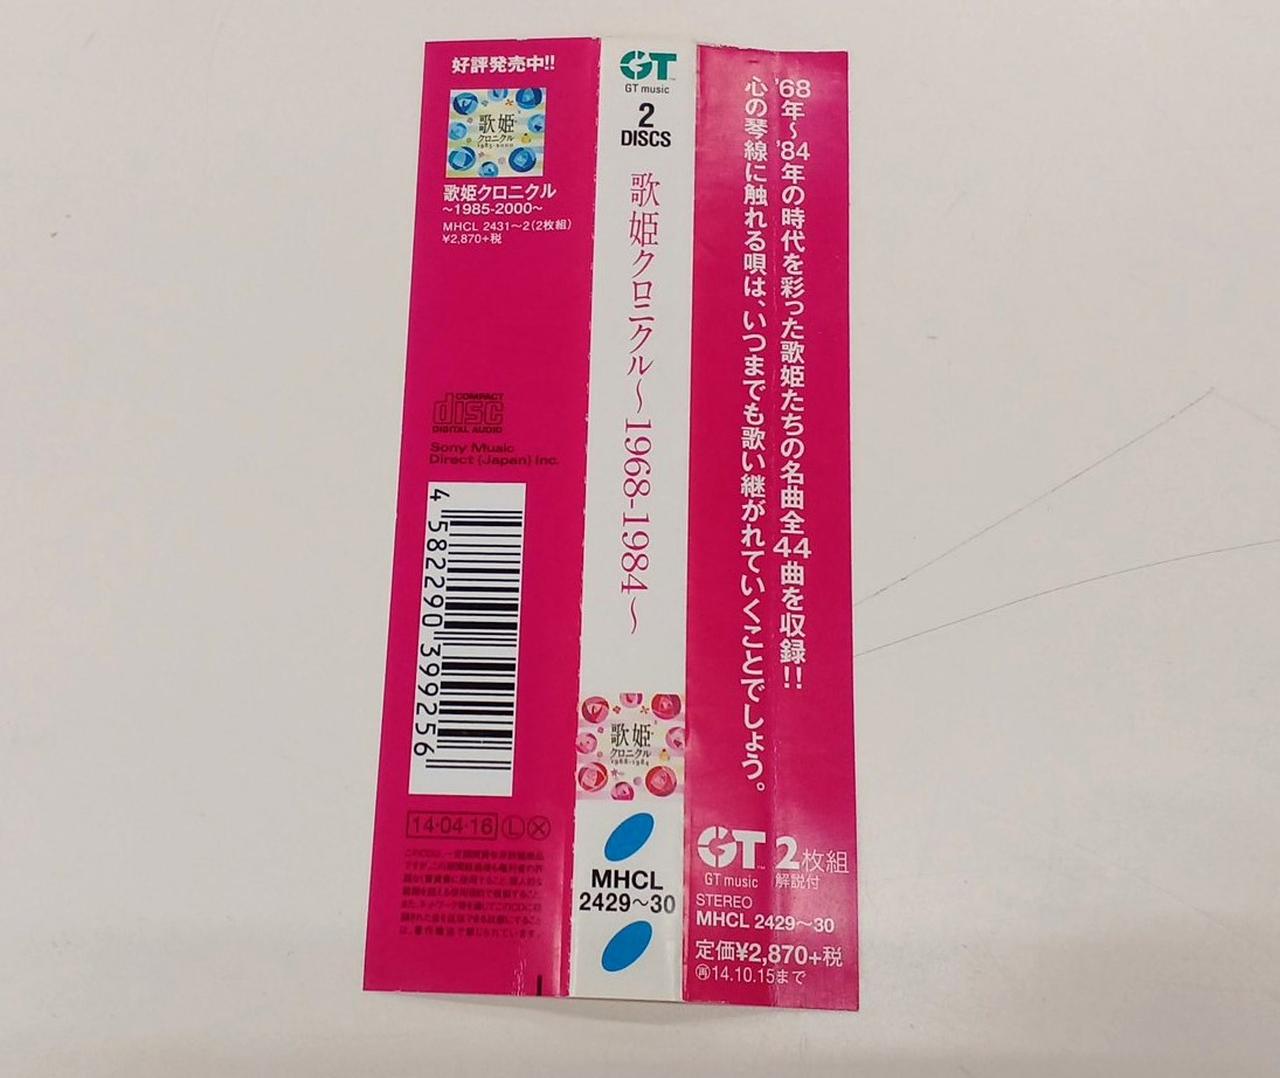 好評発売中!!
歌姫
クロニクル
1985-2000
歌姫クロニクル
～1985-2000～
MHCL 2431～2(2枚組)
¥2,870+税
COMPACT
disc
DIGITAL AUDIO
Sony Music
Direct (Japan) Inc.
4 582290 399256
14・04・16 Ⓛ Ⓧ
GT
GT music
2
DISCS
歌姫クロニクル～1968-1984～
歌姫
クロニクル
1968-1984
MHCL
2429～30
'68年～'84年の時代を彩った歌姫たちの名曲全44曲を収録!!
心の琴線に触れる唄は、いつまでも歌い継がれていくことでしょう。
GT
GT music
2枚組
解説付
STEREO
MHCL 2429～30
定価¥2,870+税
㋐14.10.15まで